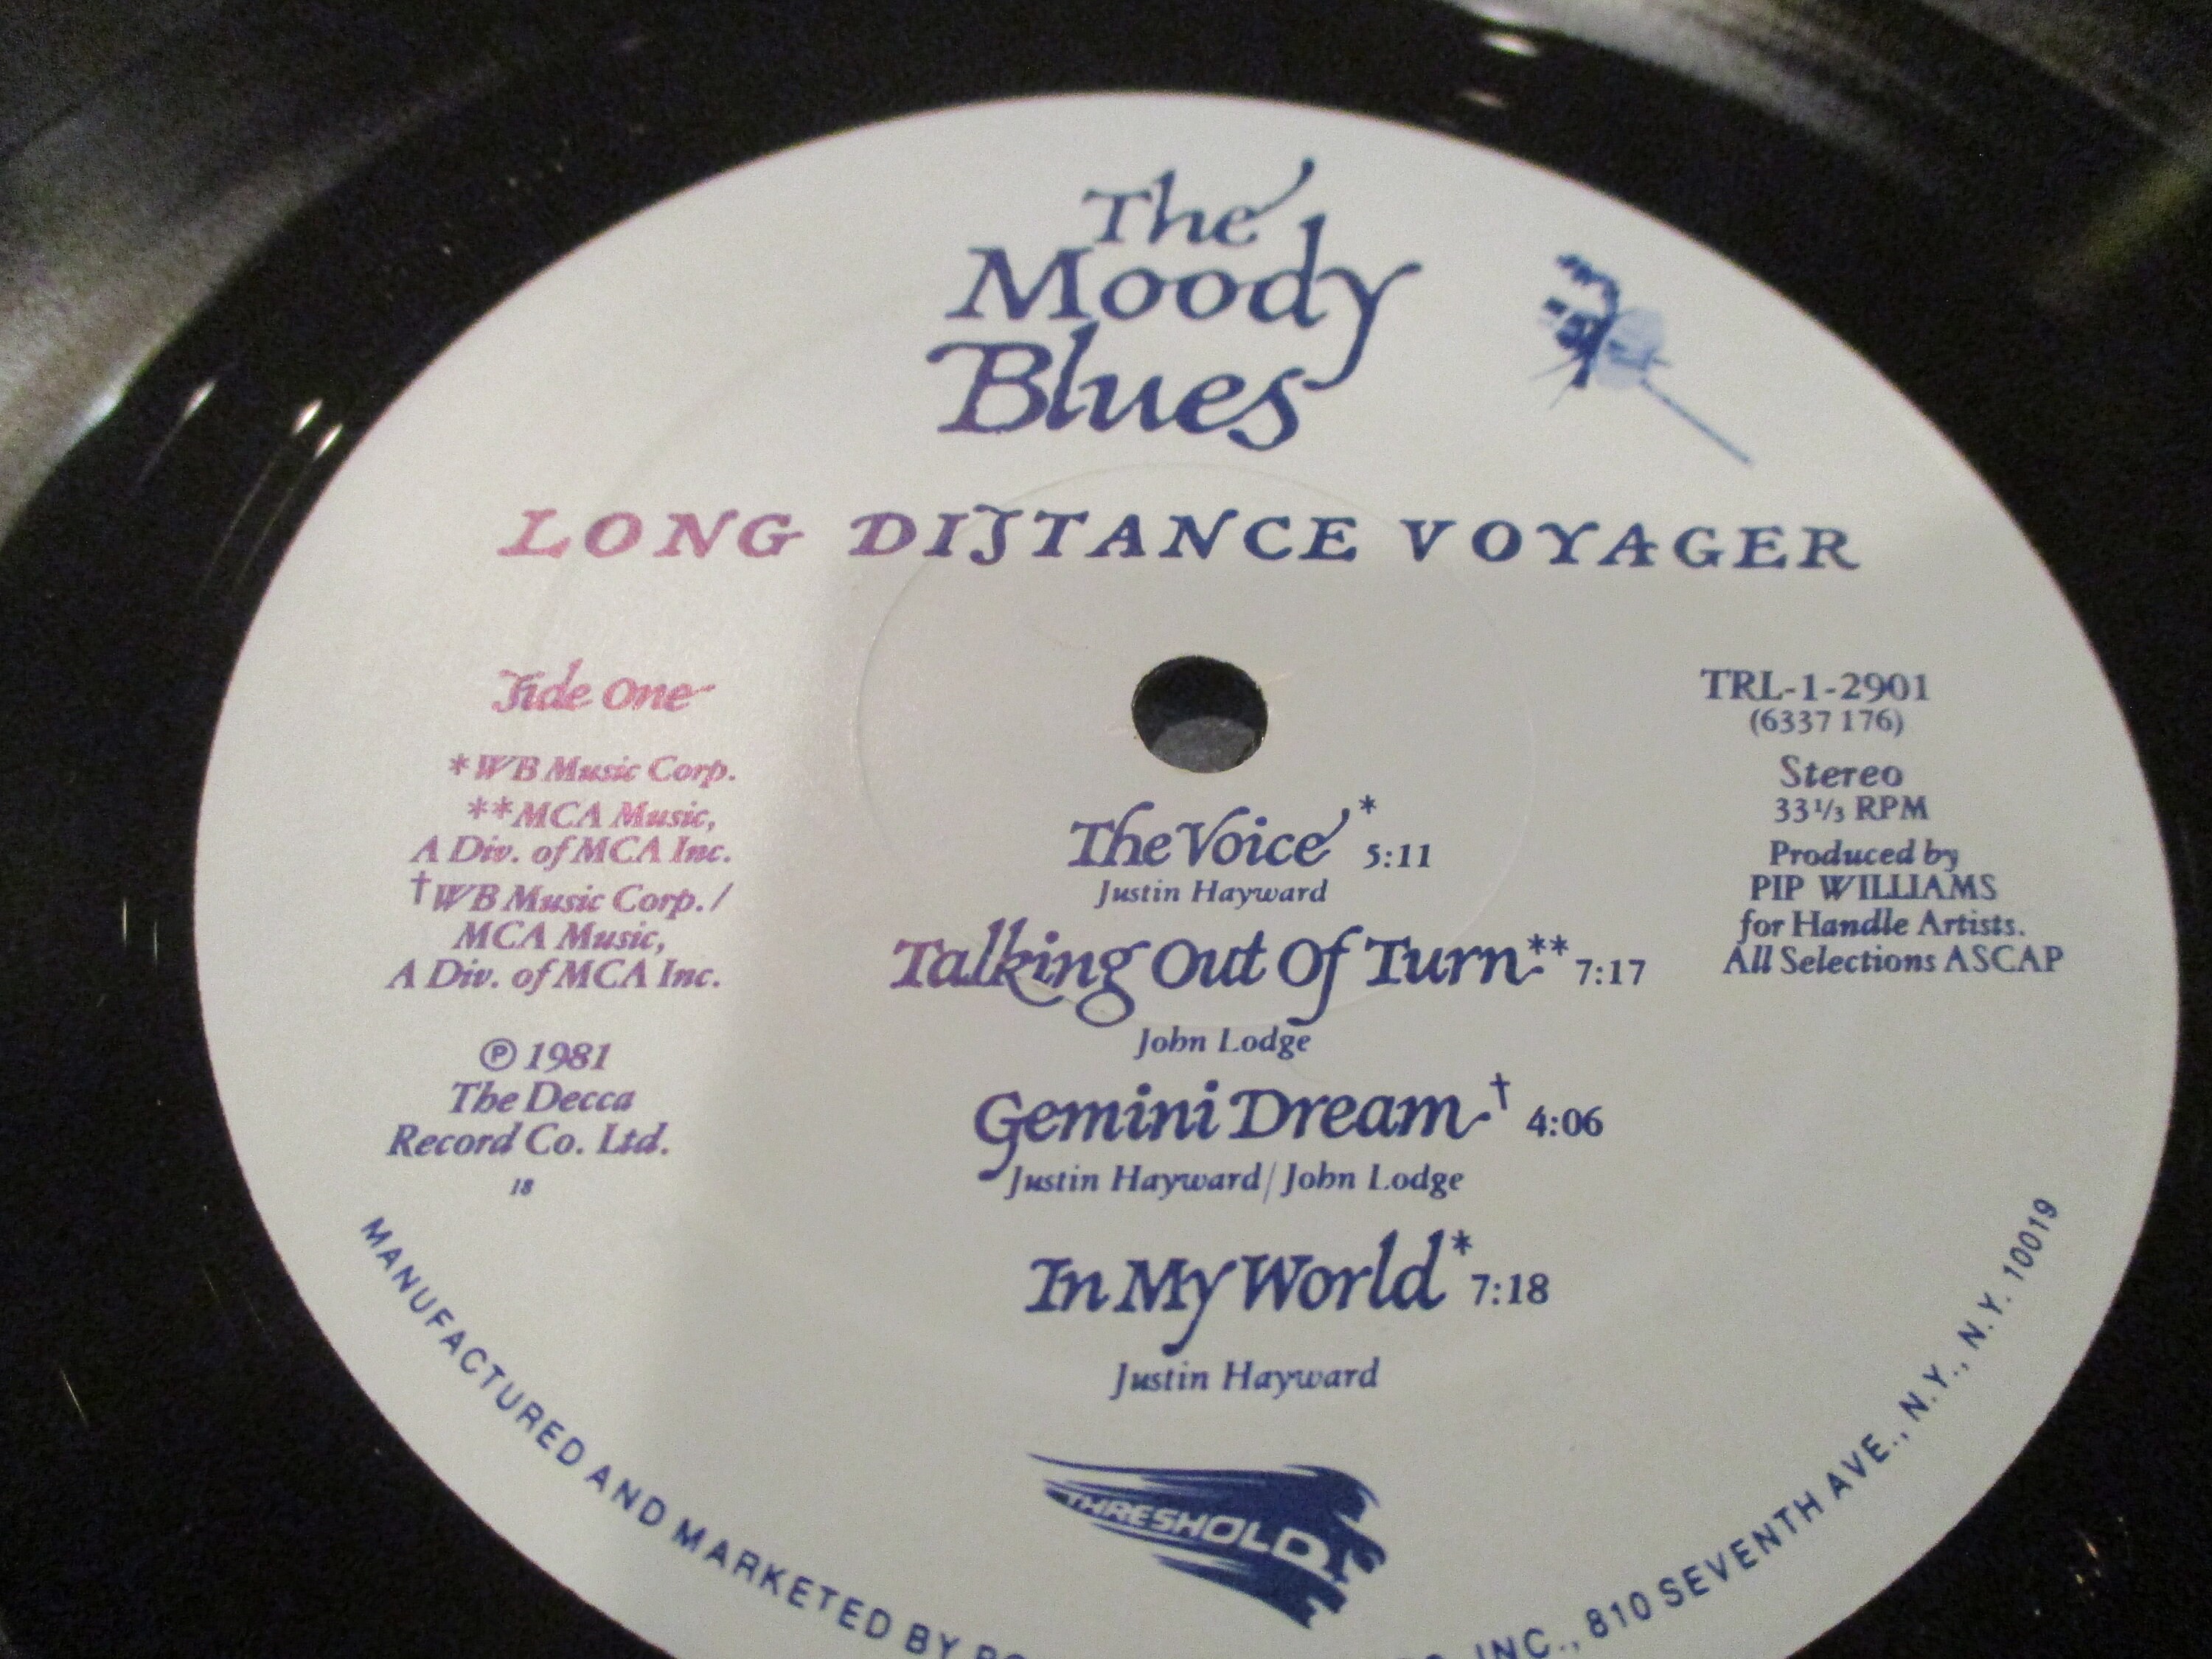 The
Moody
Blues
LONG DISTANCE VOYAGER
Side One
*WB Music Corp.
**MCA Music,
A Div. of MCA Inc.
†WB Music Corp./
MCA Music,
A Div. of MCA Inc.
℗ 1981
The Decca
Record Co. Ltd.
18
TRL-1-2901
(6337 176)
Stereo
33 1/3 RPM
Produced by
PIP WILLIAMS
for Handle Artists.
All Selections ASCAP
The Voice* 5:11
Justin Hayward
Talking Out Of Turn** 7:17
John Lodge
Gemini Dream† 4:06
Justin Hayward/John Lodge
In My World* 7:18
Justin Hayward
THRESHOLD
MANUFACTURED AND MARKETED BY INC., 810 SEVENTH AVE., N.Y., N.Y. 10019